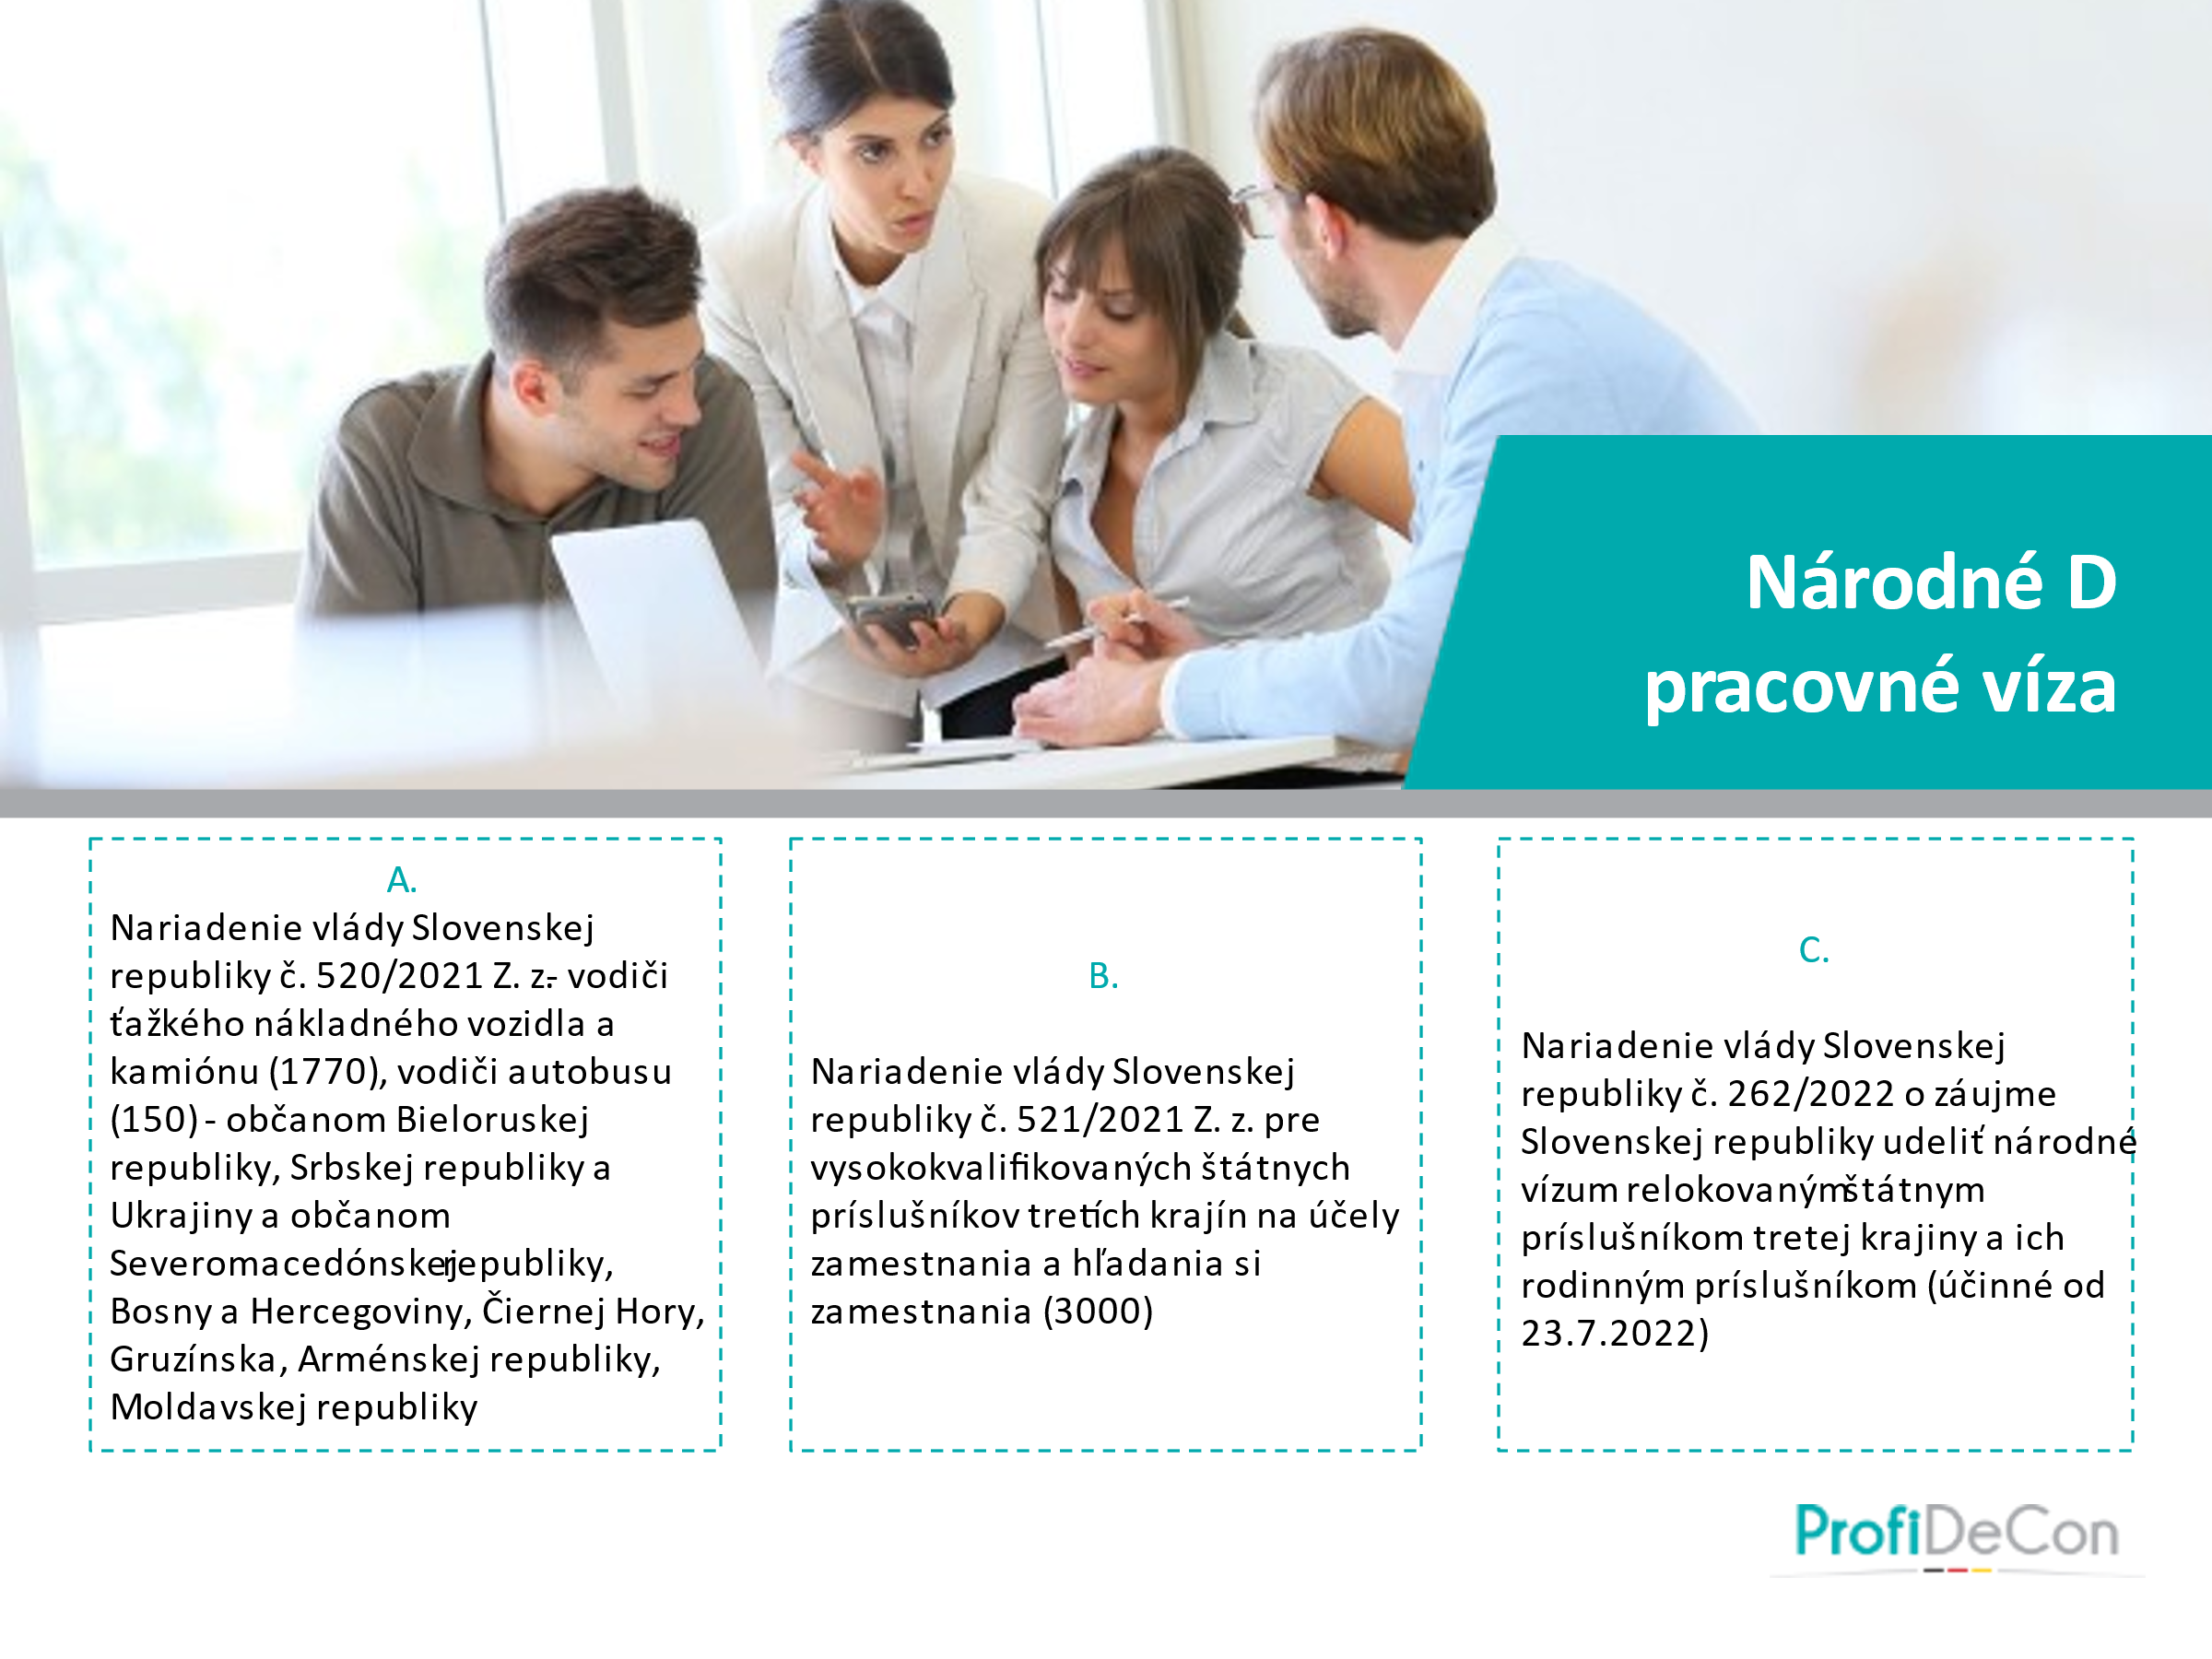 Národné D
pracovné víza
A.
Nariadenie vlády Slovenskej
republiky č. 520/2021 Z. z.- vodiči
ťažkého nákladného vozidla a
kamiónu (1770), vodiči autobusu
(150) - občanom Bieloruskej
republiky, Srbskej republiky a
Ukrajiny a občanom
Severomacedónskej republiky,
Bosny a Hercegoviny, Čiernej Hory,
Gruzínska, Arménskej republiky,
Moldavskej republiky
B.
Nariadenie vlády Slovenskej
republiky č. 521/2021 Z. z. pre
vysokokvalifikovaných štátnych
príslušníkov tretích krajín na účely
zamestnania a hľadania si
zamestnania (3000)
C.
Nariadenie vlády Slovenskej
republiky č. 262/2022 o záujme
Slovenskej republiky udeliť národné
vízum relokovaným štátnym
príslušníkom tretej krajiny a ich
rodinným príslušníkom (účinné od
23.7.2022)
ProfiDeCon